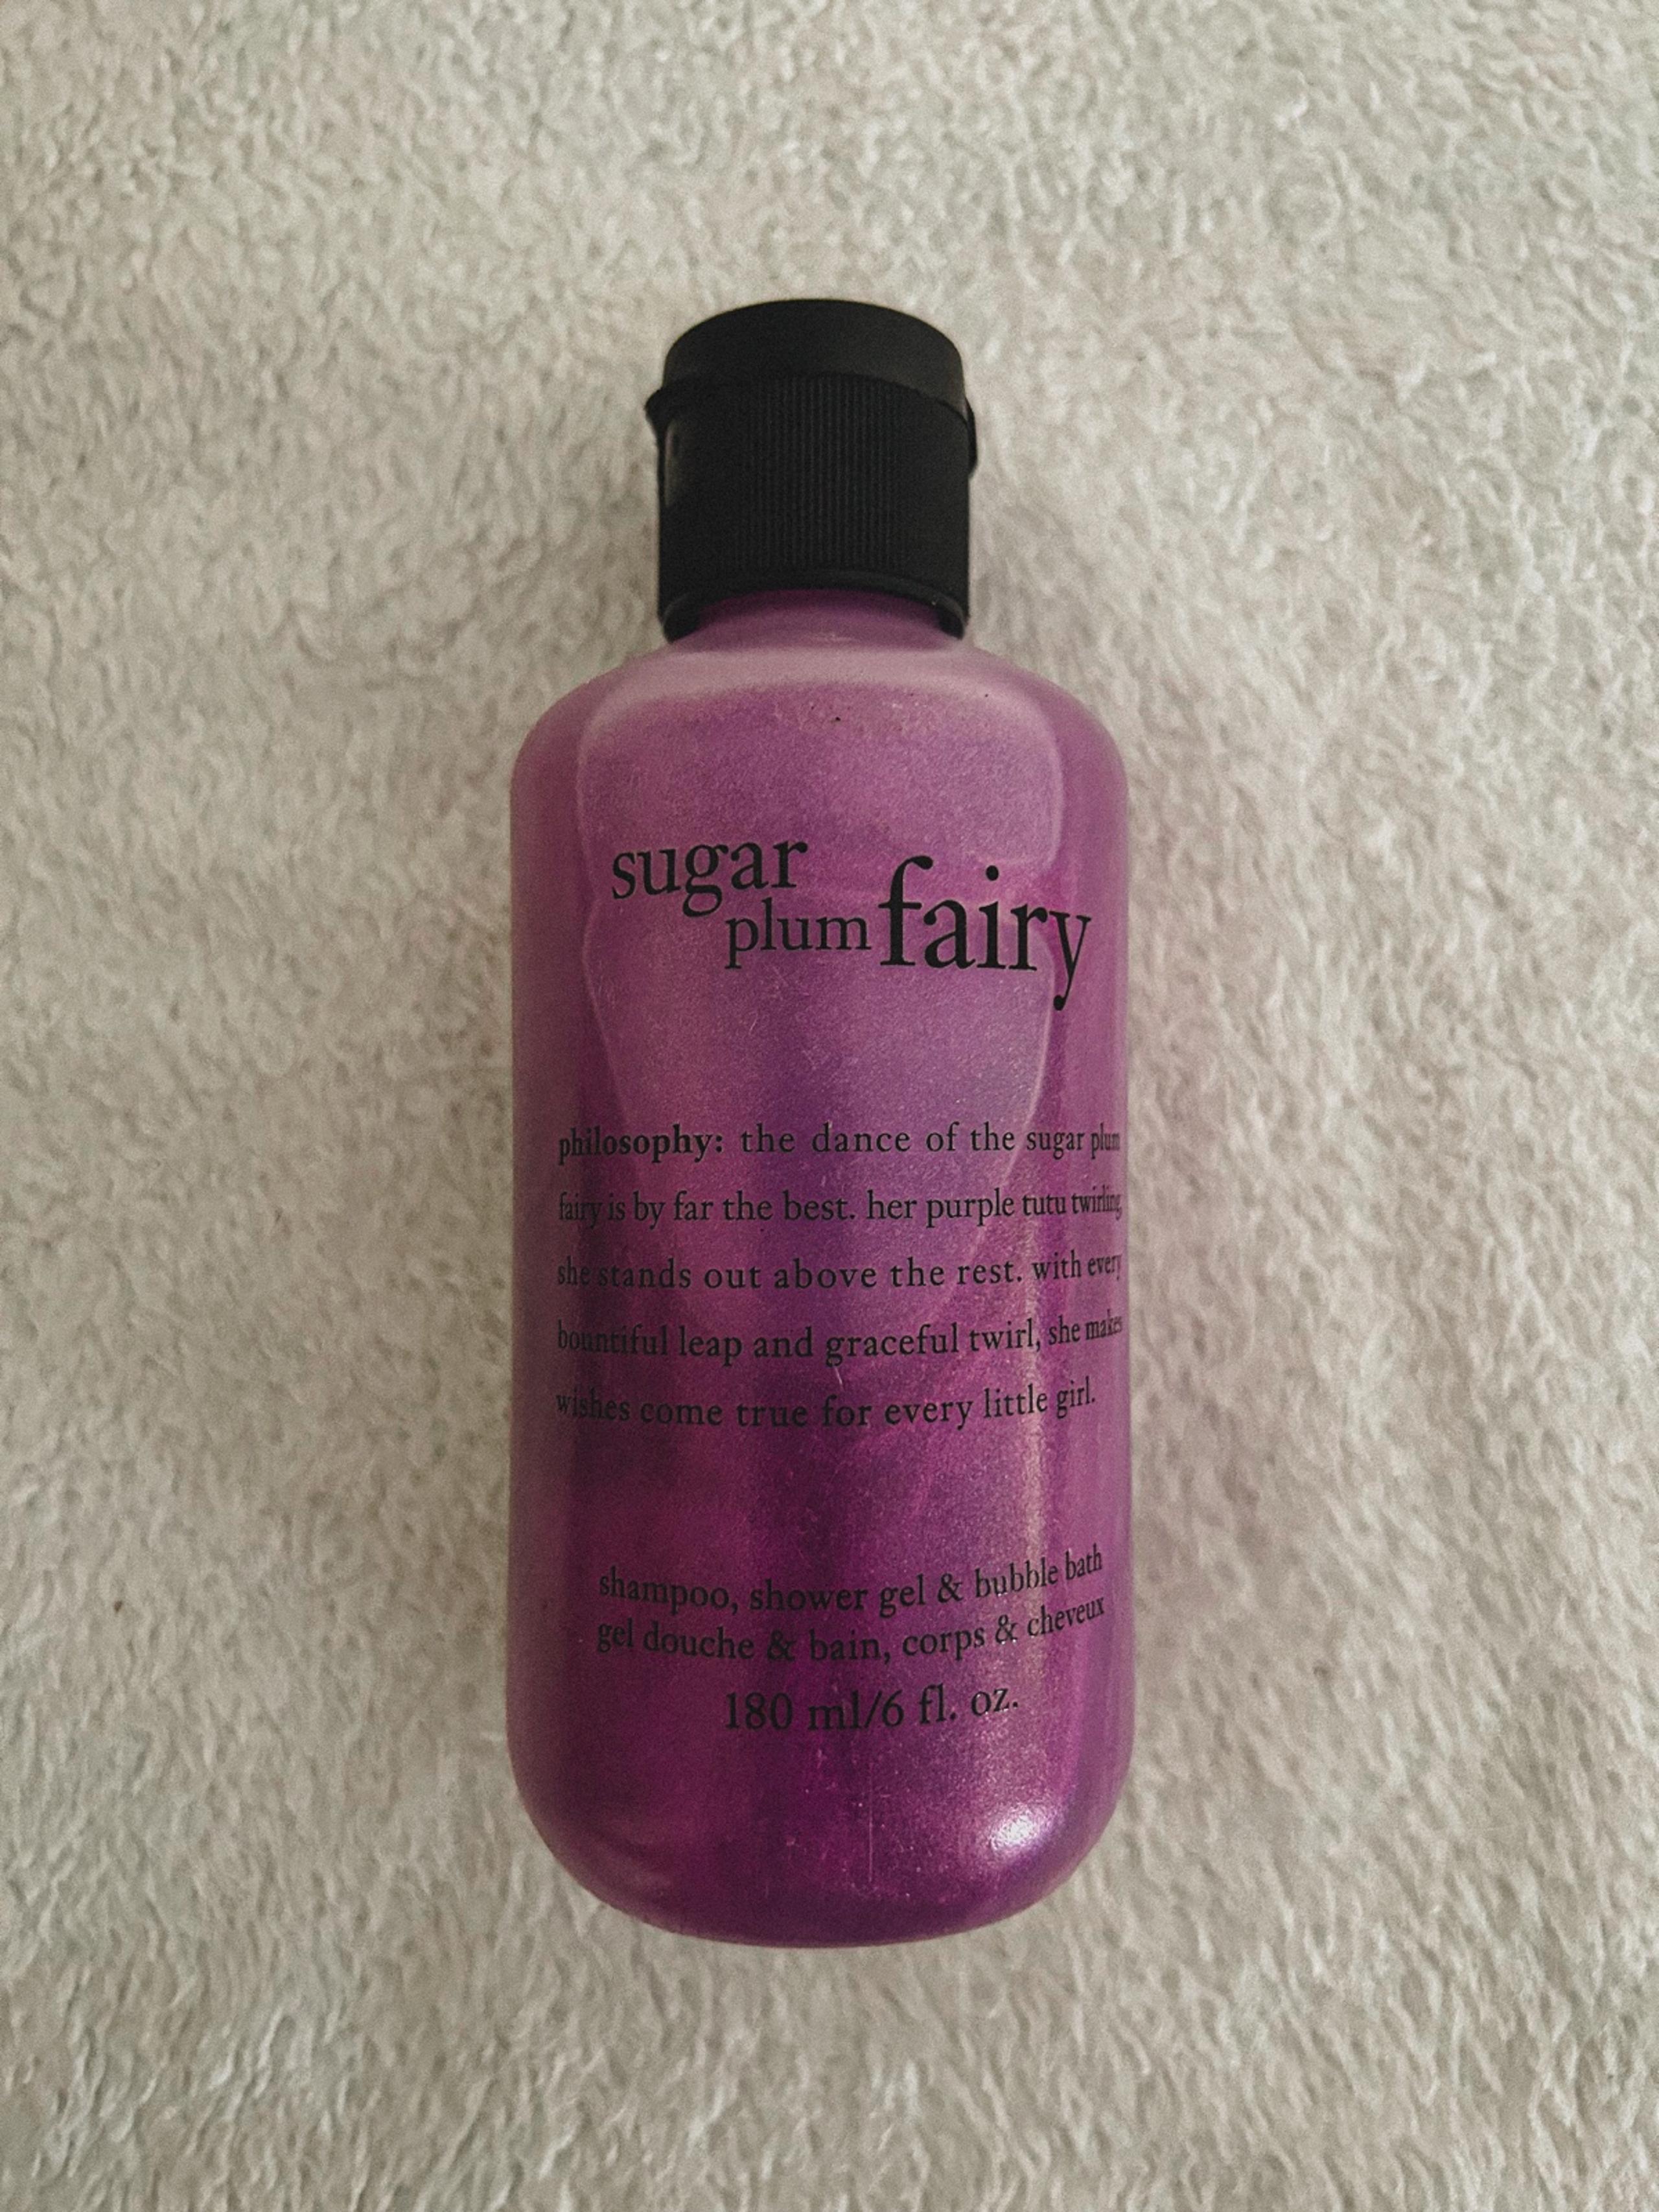 sugar
plum fairy
philosophy: the dance of the sugar plum
fairy is by far the best. her purple tutu twirling,
she stands out above the rest. with every
bountiful leap and graceful twirl, she makes
wishes come true for every little girl.
shampoo, shower gel & bubble bath
gel douche & bain, corps & cheveux
180 ml/6 fl. oz.